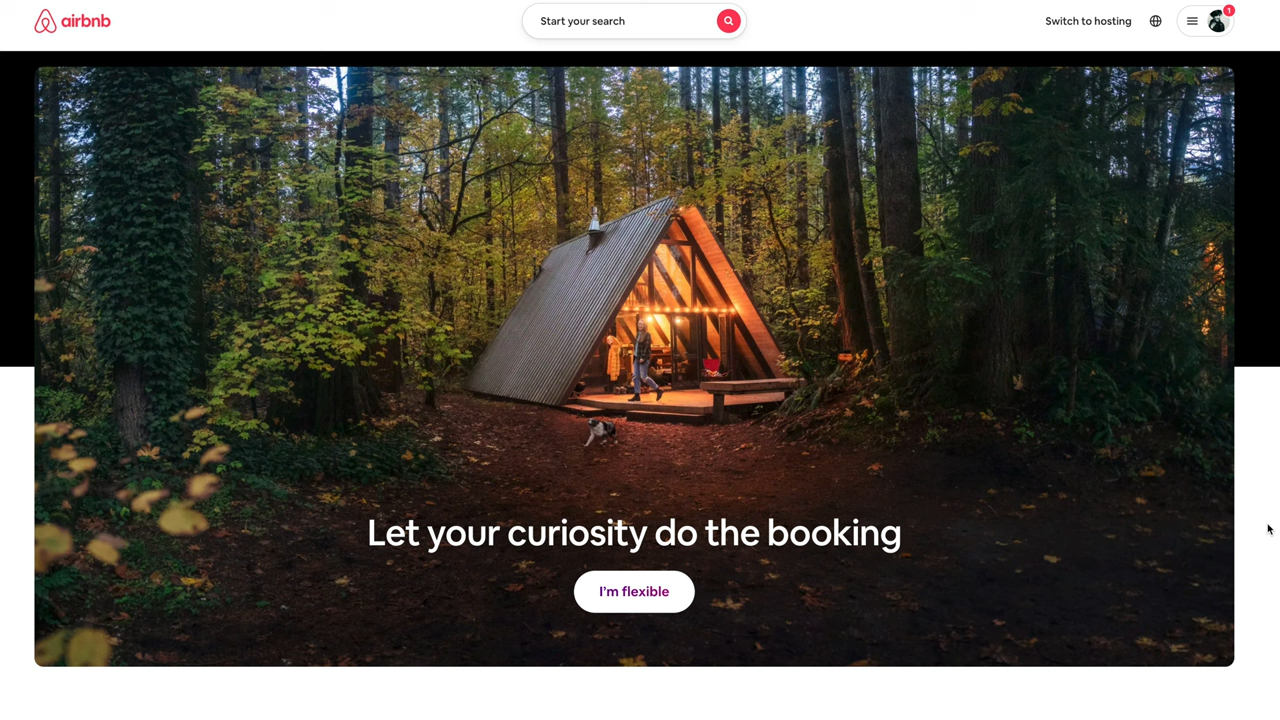 airbnb
Start your search
Switch to hosting
1
Let your curiosity do the booking
I'm flexible